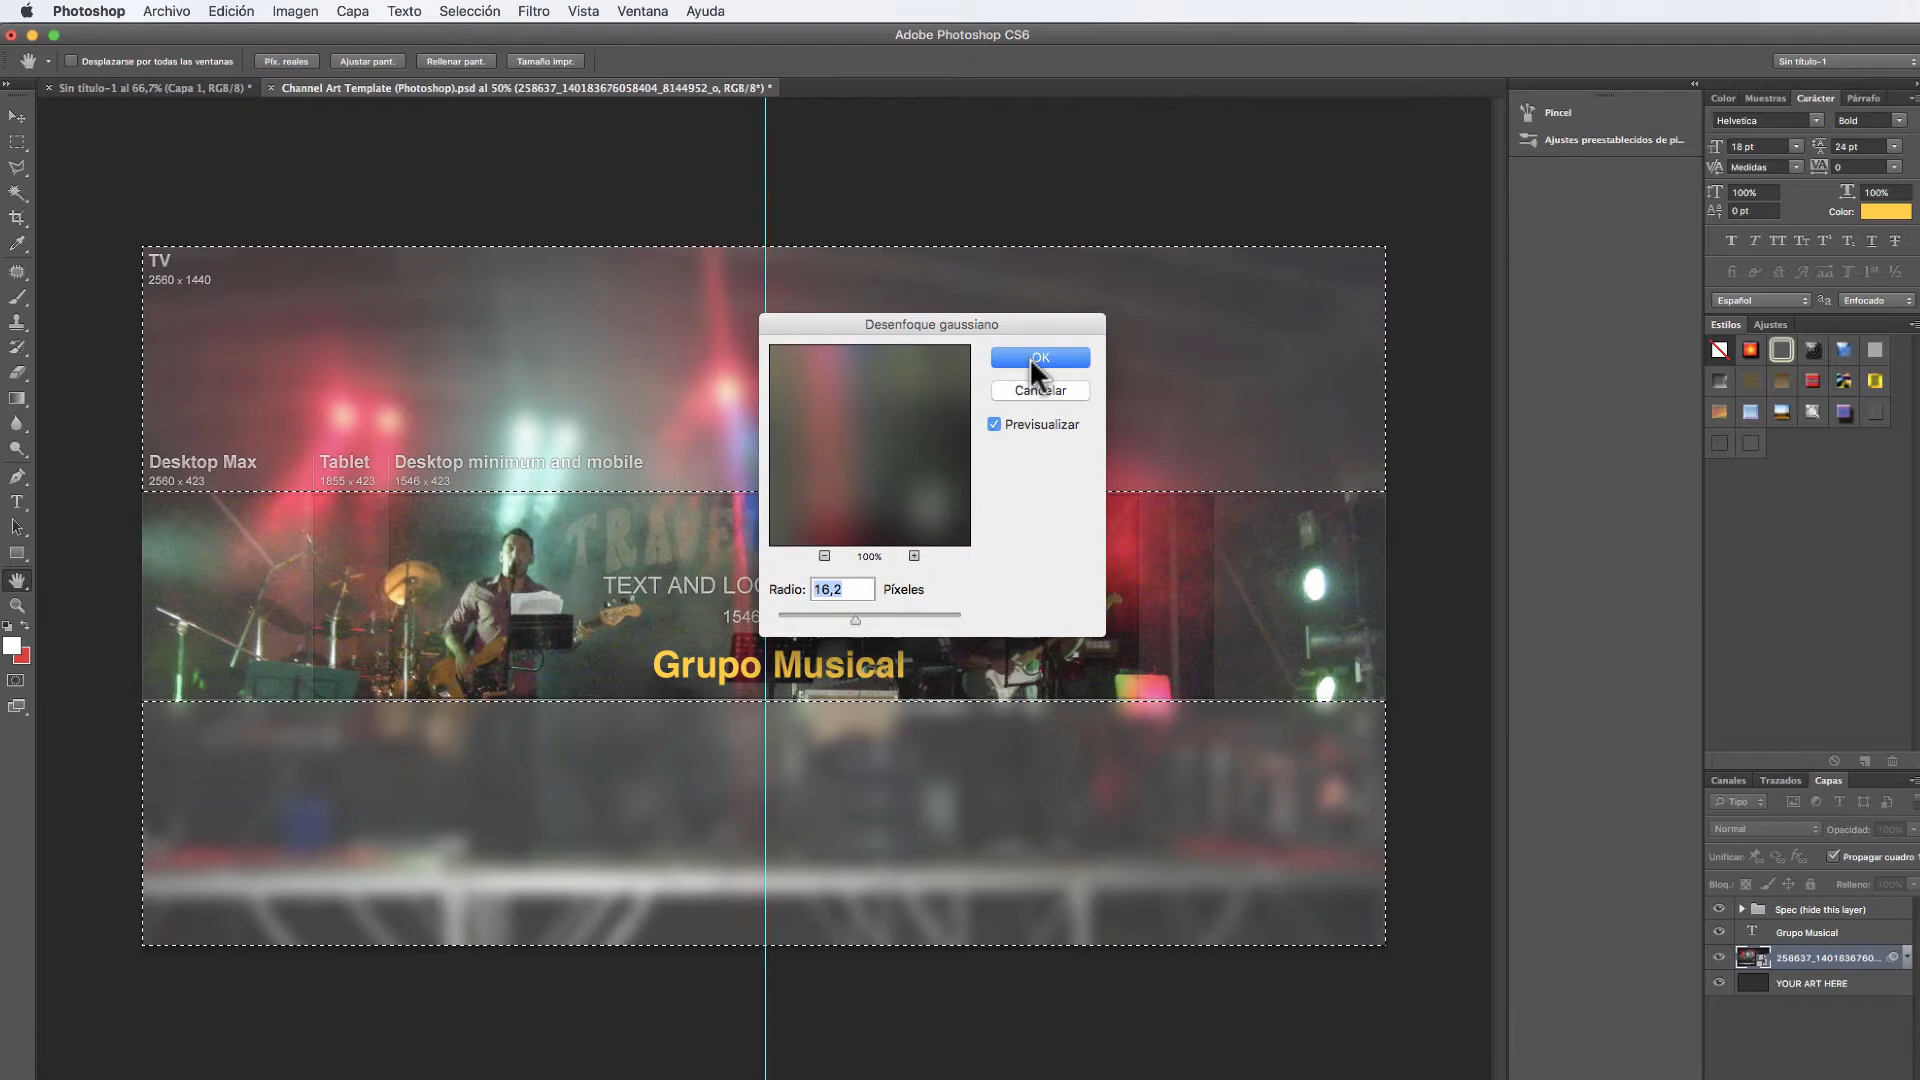 Photoshop Archivo Edición Imagen Capa Texto Selección Filtro Vista Ventana Ayuda
Adobe Photoshop CS6
Desplazarse por todas las ventanas Píx. reales Ajustar pant. Rellenar pant. Tamaño impr. Sin título-1
Sin título-1 al 66,7% (Capa 1, RGB/8) * Channel Art Template (Photoshop).psd al 50% (258637_140183676058404_8144952_o, RGB/8*) *
Pincel
Ajustes preestablecidos de pi...
Color Muestras Carácter Párrafo
Helvetica Bold
18 pt 24 pt
Medidas 0
100% 100%
0 pt Color:
Español aa Enfocado
Estilos Ajustes
TV
2560 x 1440
Desktop Max Tablet Desktop minimum and mobile
2560 x 423 1855 x 423 1546 x 423
TRAVE
TEXT AND LO
1546
Grupo Musical
Desenfoque gaussiano
OK
Cancelar
Previsualizar
100%
Radio: 16,2 Píxeles
Canales Trazados Capas
Tipo
Normal Opacidad: 100%
Unificar: Propagar cuadro 1
Bloq.: Relleno: 100%
Spec (hide this layer)
Grupo Musical
258637_1401836760...
YOUR ART HERE